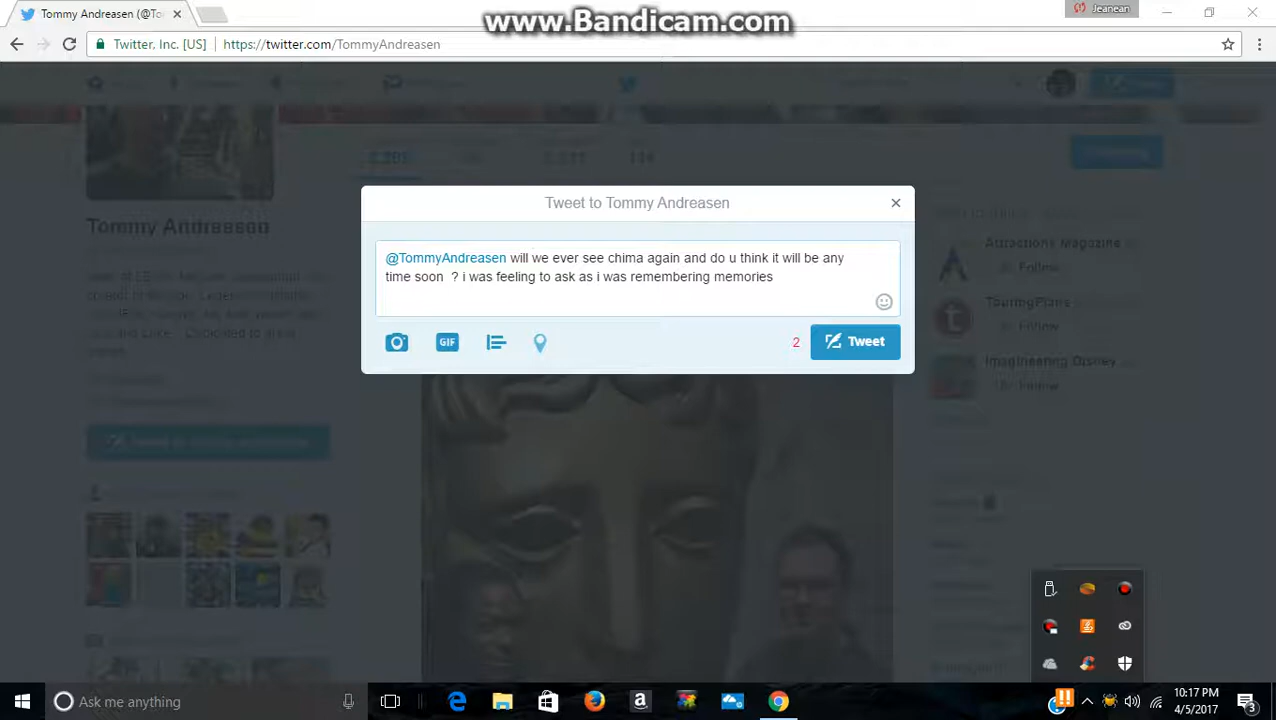 www.Bandicam.com
Tommy Andreasen (@To
Jeanean
Twitter, Inc. [US]
https://twitter.com/TommyAndreasen
Tweet to Tommy Andreasen
@TommyAndreasen will we ever see chima again and do u think it will be any
time soon  ? i was feeling to ask as i was remembering memories
GIF
2
Tweet
Tommy Andreasen
Attractions Magazine
Follow
TouringPlans
Follow
Imagineering Disney
Follow
Ask me anything
10:17 PM
4/5/2017
3